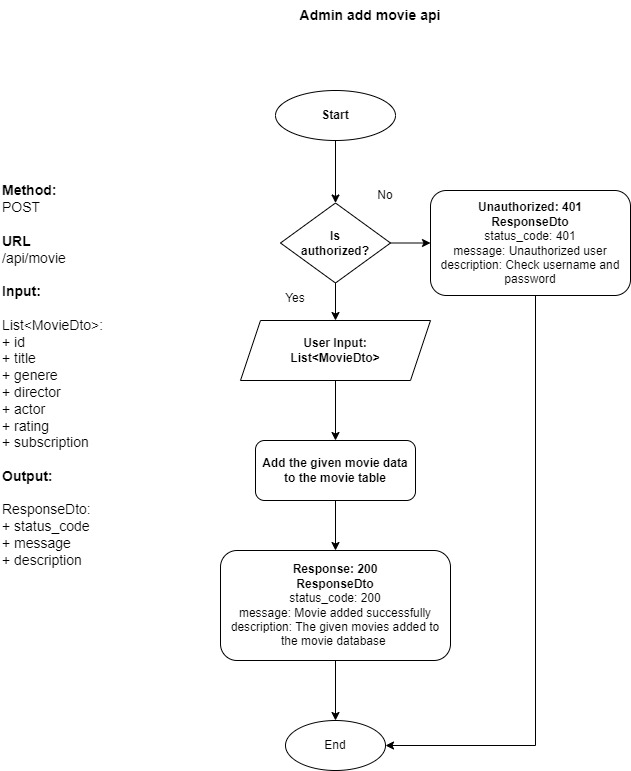 Admin add movie api
Start
Method:
POST
URL
/api/movie
Input:
List<MovieDto>:
+ id
+ title
+ genere
+ director
+ actor
+ rating
+ subscription
Output:
ResponseDto:
+ status_code
+ message
+ description
Is
authorized?
No
Unauthorized: 401
ResponseDto
status_code: 401
message: Unauthorized user
description: Check username and
password
Yes
User Input:
List<MovieDto>
Add the given movie data
to the movie table
Response: 200
ResponseDto
status_code: 200
message: Movie added successfully
description: The given movies added to
the movie database
End